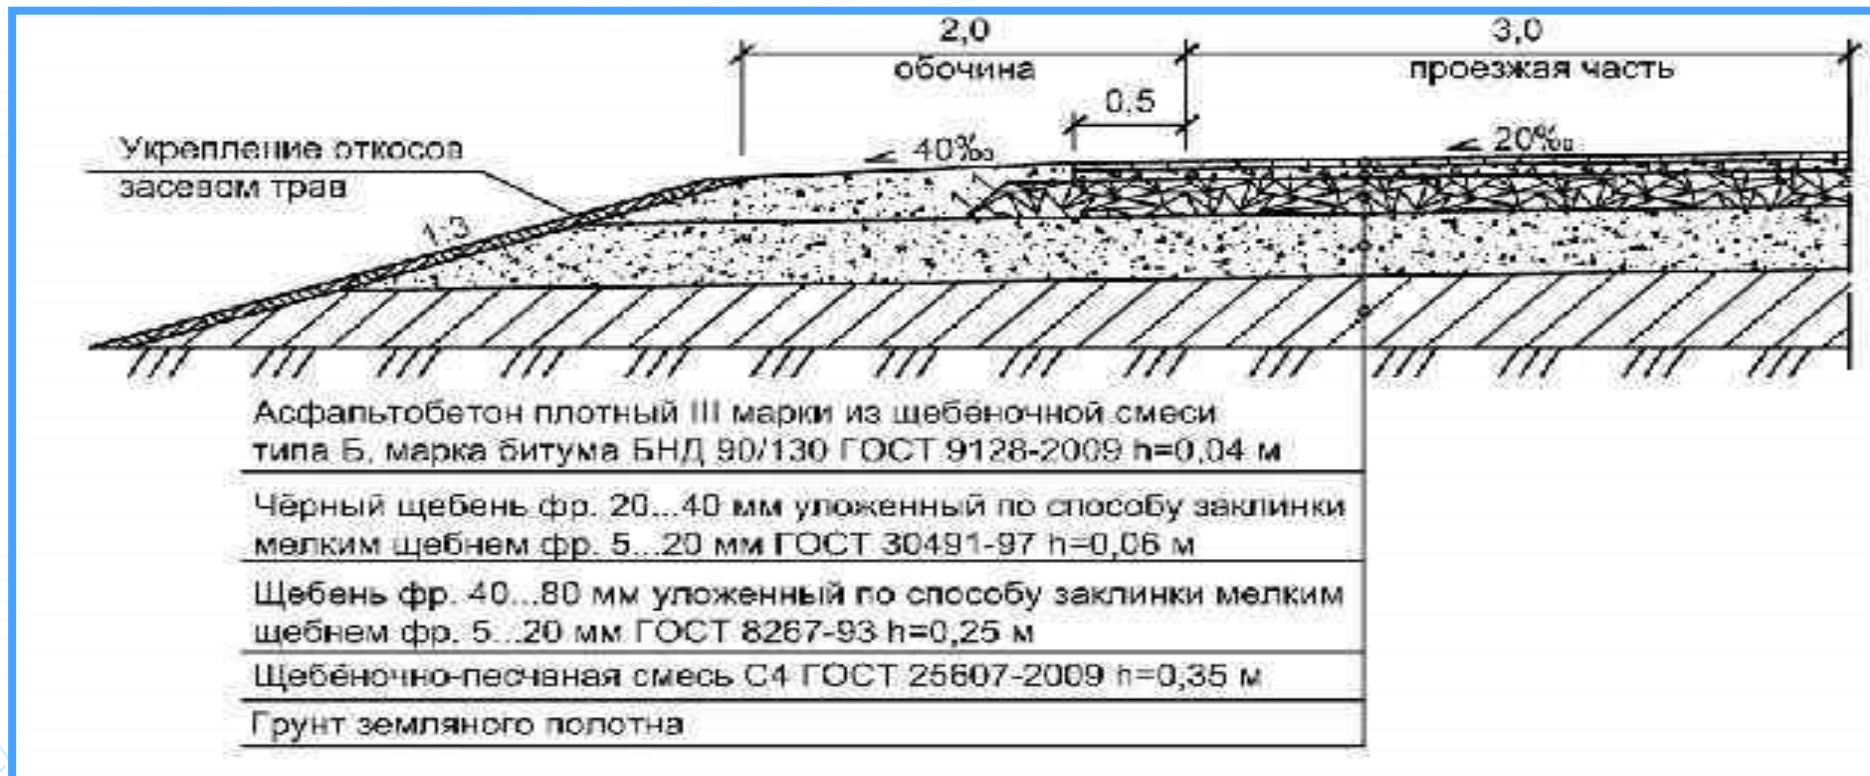 2,0
3,0
обочина
проезжая часть
0,5
Укрепление откосов
засевом трав
40‰
20‰
1:3
Асфальтобетон плотный III марки из щебёночной смеси
типа Б, марка битума БНД 90/130 ГОСТ 9128-2009 h=0,04 м
Чёрный щебень фр. 20...40 мм уложенный по способу заклинки
мелким щебнем фр. 5...20 мм ГОСТ 30491-97 h=0,06 м
Щебень фр. 40...80 мм уложенный по способу заклинки мелким
щебнем фр. 5...20 мм ГОСТ 8267-93 h=0,25 м
Щебёночно-песчаная смесь С4 ГОСТ 25607-2009 h=0,35 м
Грунт земляного полотна